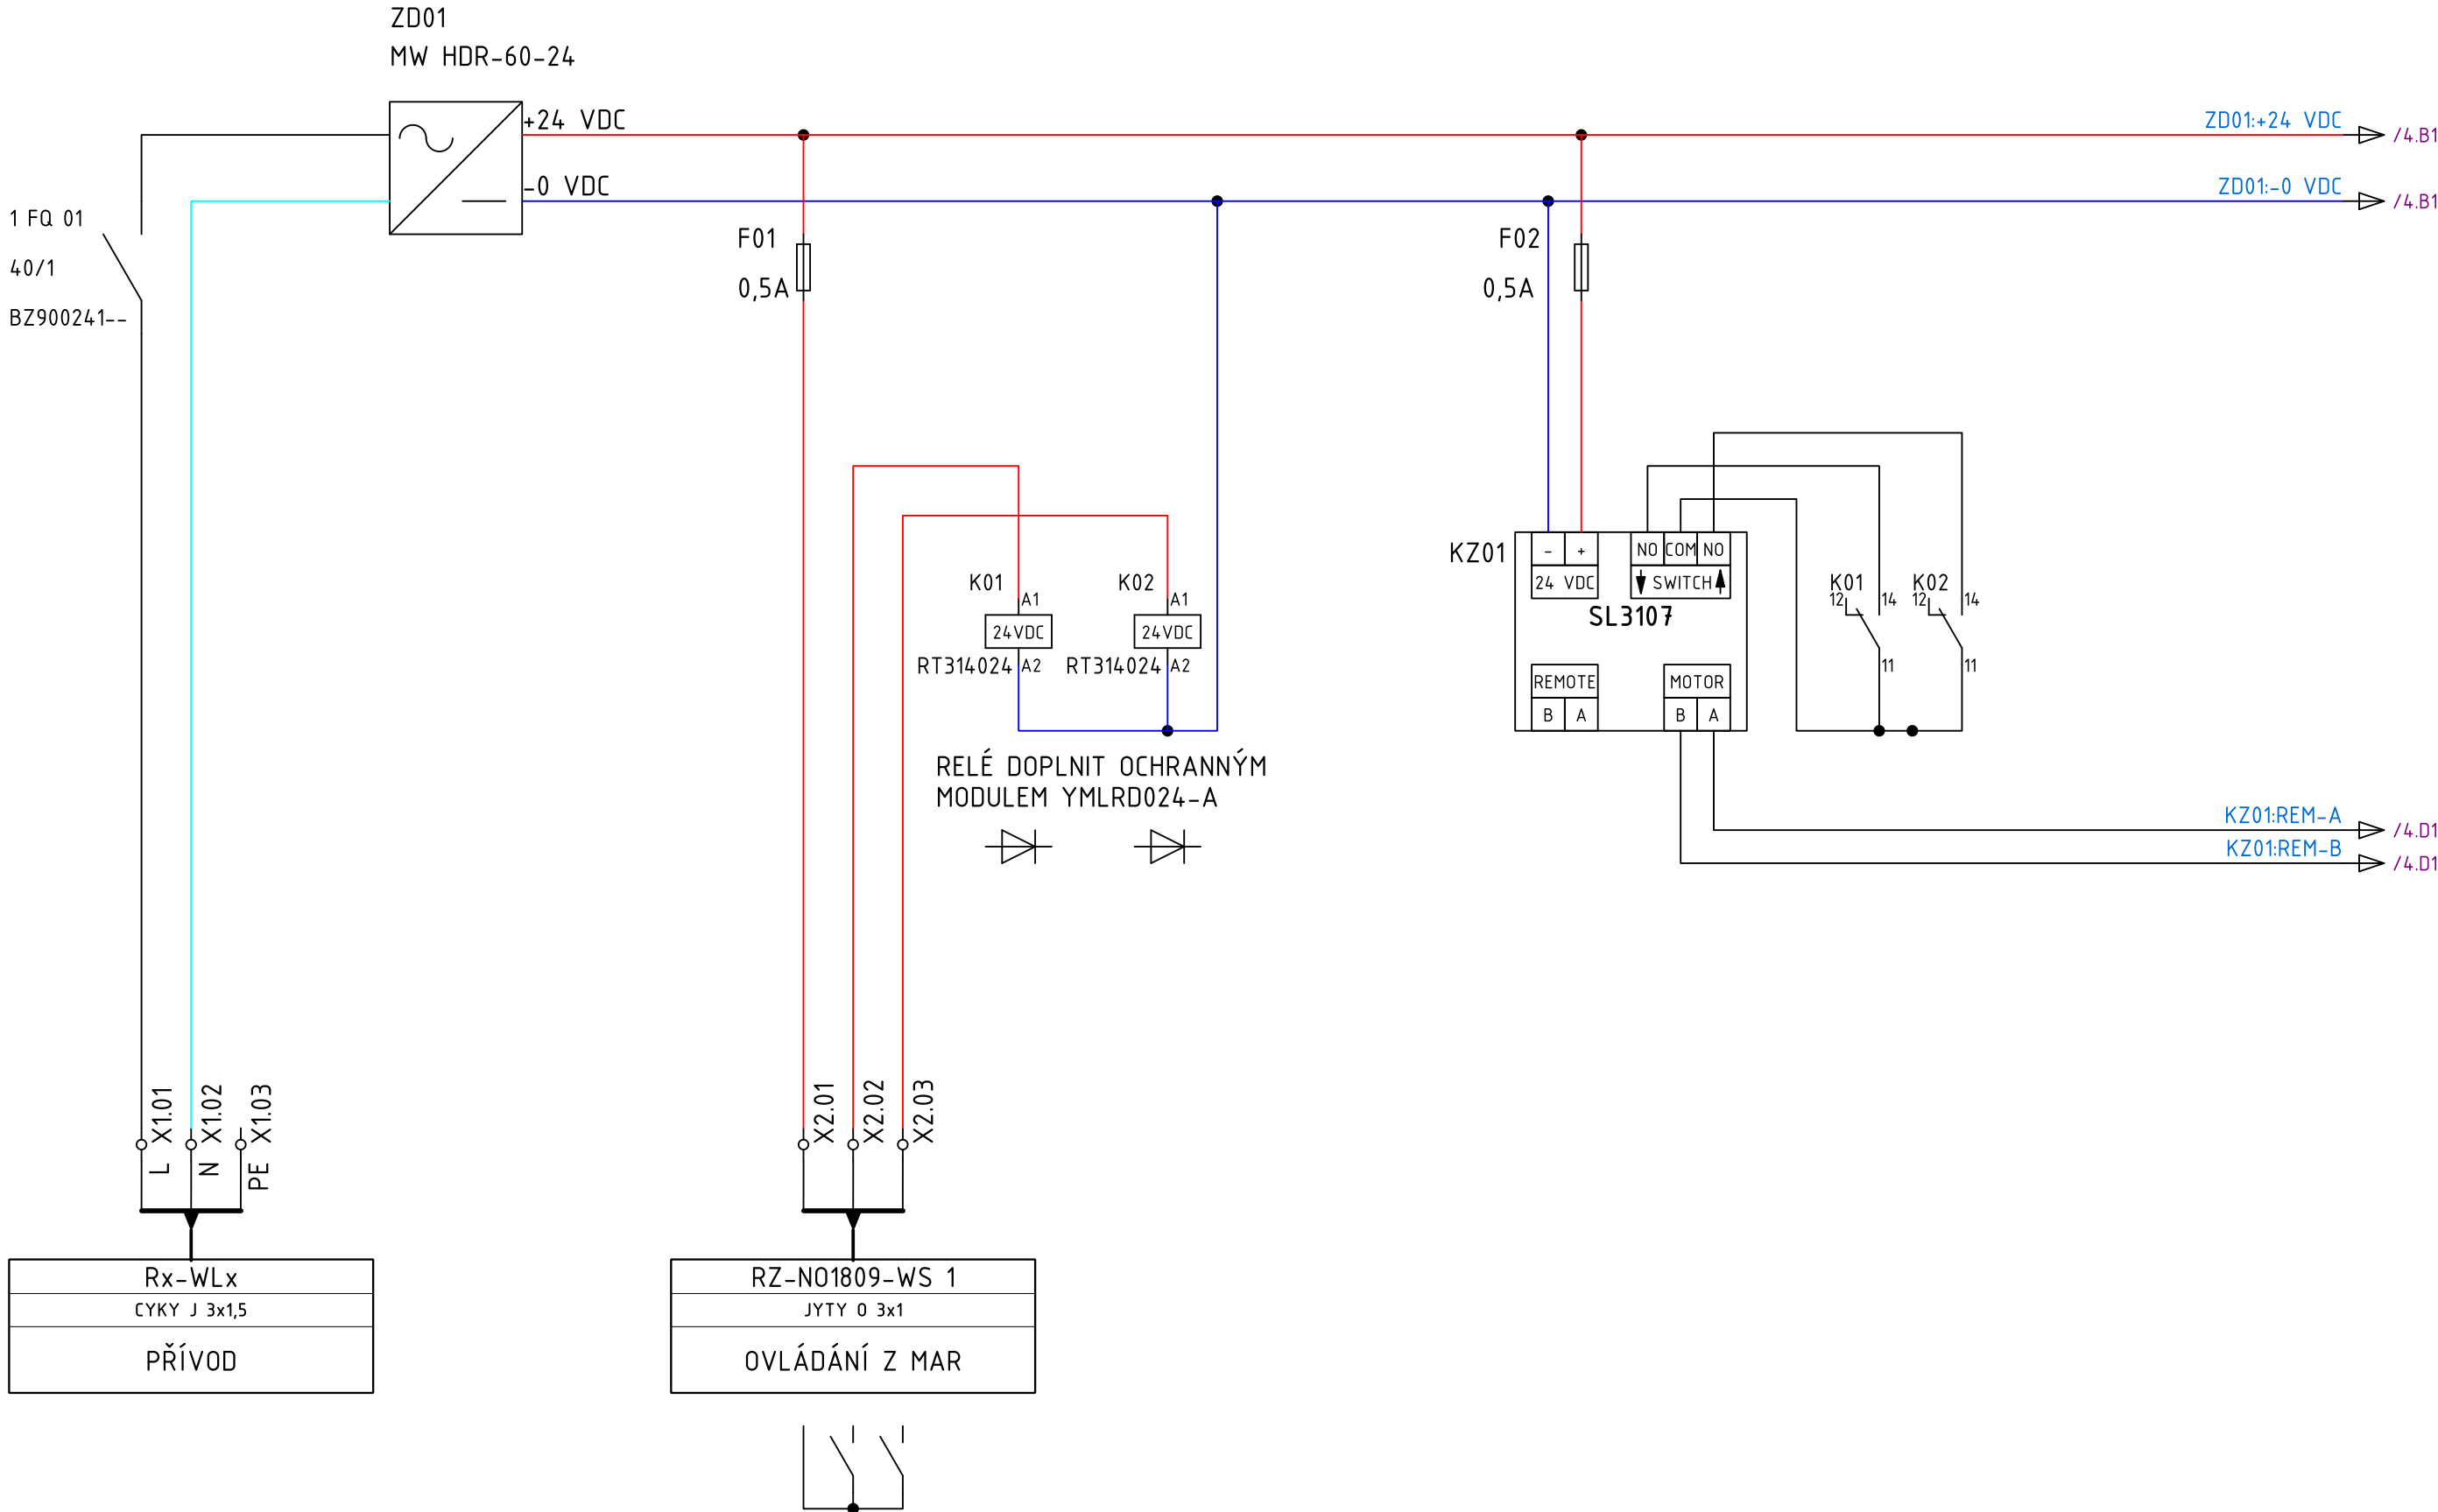 ZD01
MW HDR-60-24
+24 VDC
-0 VDC
ZD01:+24 VDC
/4.B1
ZD01:-0 VDC
/4.B1
1 FQ 01
40/1
BZ900241--
F01
0,5A
F02
0,5A
KZ01
- +
24 VDC
NO COM NO
SWITCH
SL3107
REMOTE
B A
MOTOR
B A
K01
A1
24VDC
RT314024 A2
K02
A1
24VDC
RT314024 A2
K01
12 14
11
K02
12 14
11
RELÉ DOPLNIT OCHRANNÝM
MODULEM YMLRD024-A
KZ01:REM-A
/4.D1
KZ01:REM-B
/4.D1
X1.01
X1.02
X1.03
L
N
PE
X2.01
X2.02
X2.03
Rx-WLx
CYKY J 3x1,5
PŘÍVOD
RZ-NO1809-WS 1
JYTY O 3x1
OVLÁDÁNÍ Z MAR